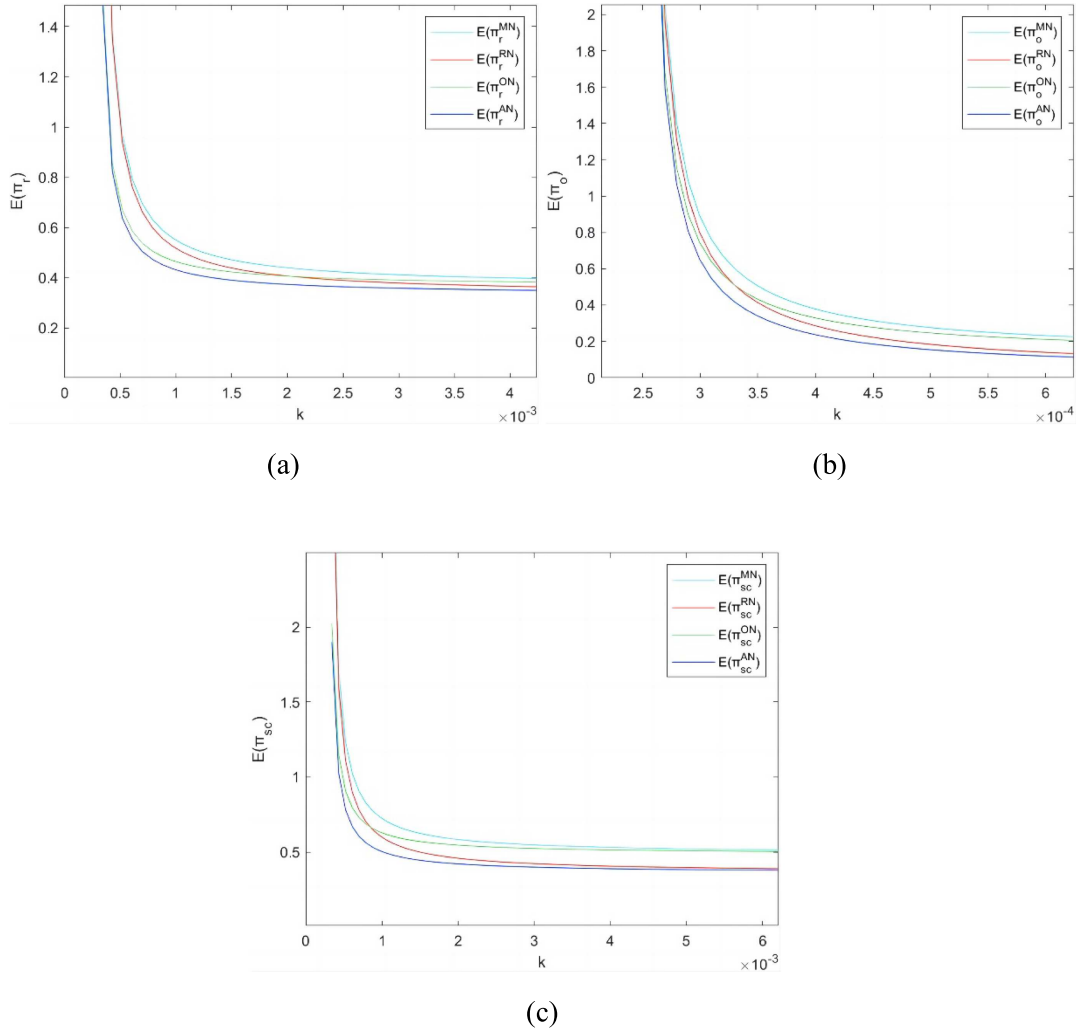 1.4
1.2
1
0.8
0.6
0.4
0.2
E(π_r)
0 0.5 1 1.5 2 2.5 3 3.5 4
k
×10^-3
E(π_r^MN)
E(π_r^RN)
E(π_r^ON)
E(π_r^AN)
(a)
2
1.8
1.6
1.4
1.2
1
0.8
0.6
0.4
0.2
0
E(π_o)
2.5 3 3.5 4 4.5 5 5.5 6
k
×10^-4
E(π_o^MN)
E(π_o^RN)
E(π_o^ON)
E(π_o^AN)
(b)
2
1.5
1
0.5
E(π_sc)
0 1 2 3 4 5 6
k
×10^-3
E(π_sc^MN)
E(π_sc^RN)
E(π_sc^ON)
E(π_sc^AN)
(c)